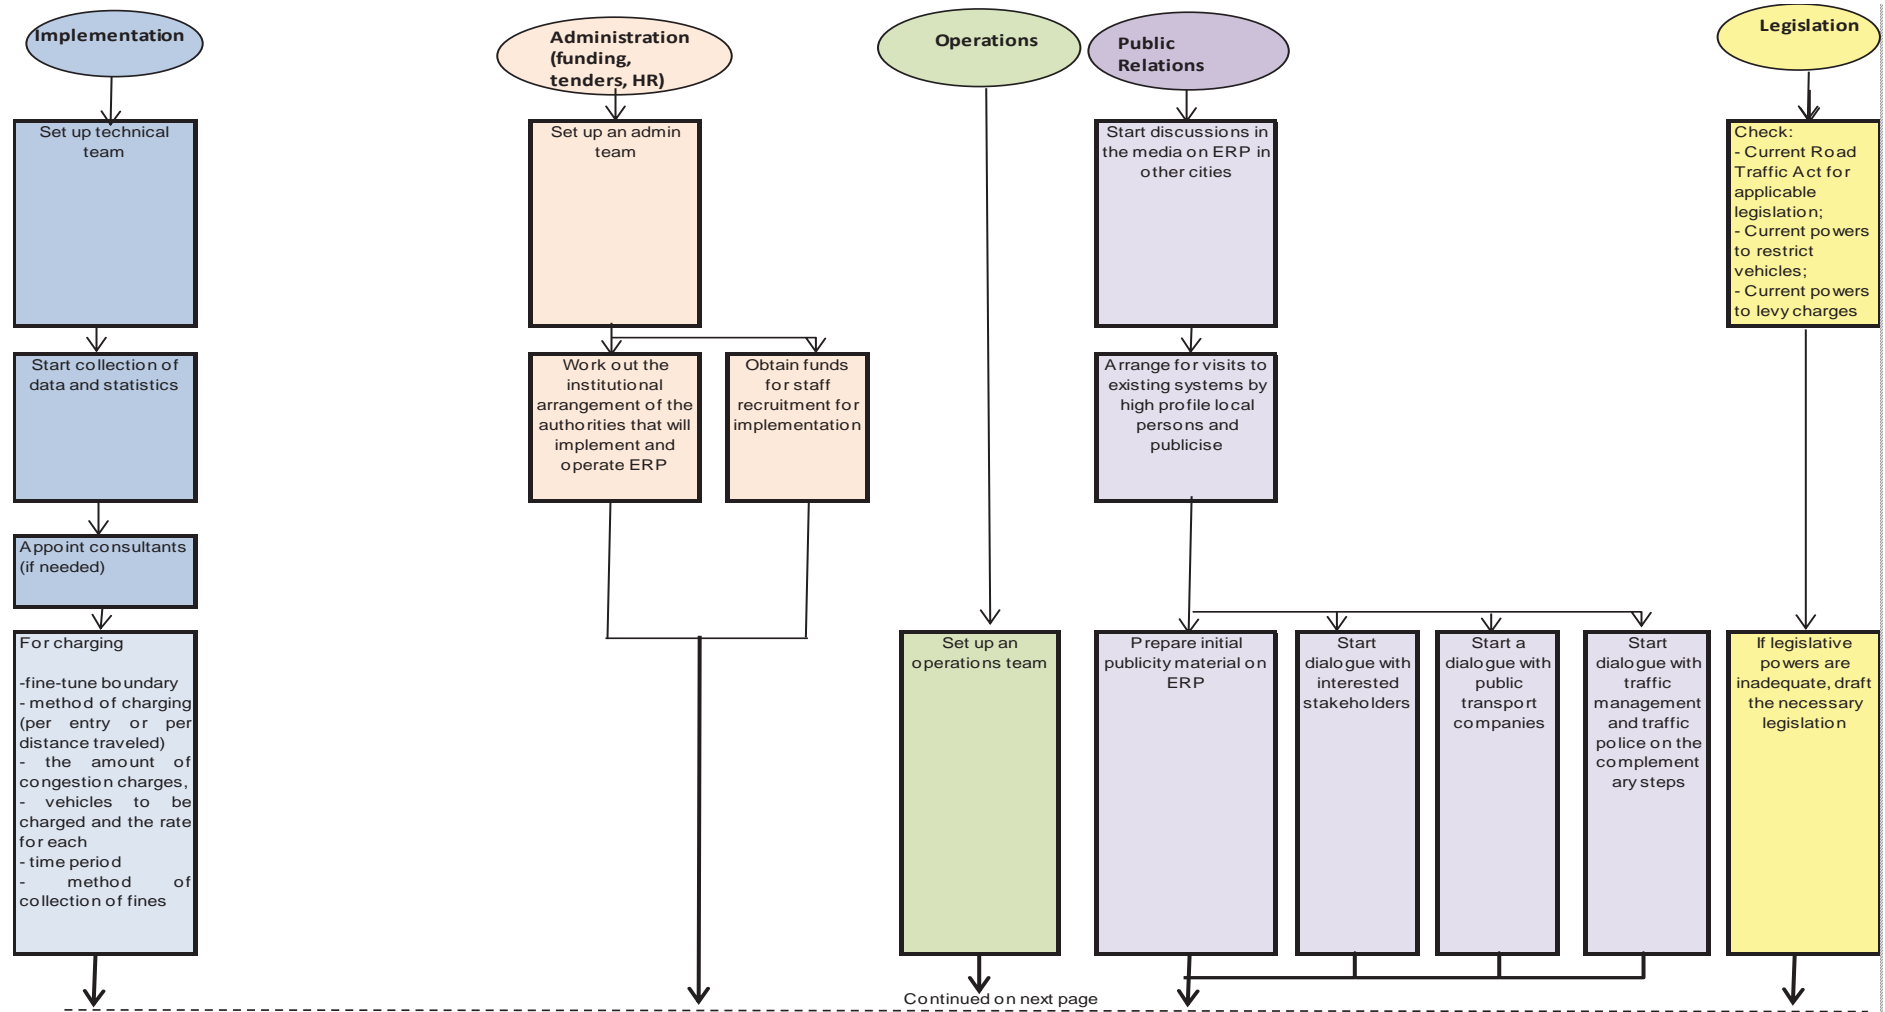 Implementation
Administration
(funding,
tenders, HR)
Operations
Public
Relations
Legislation
Set up technical
team
Set up an admin
team
Start discussions in
the media on ERP in
other cities
Check:
- Current Road
Traffic Act for
applicable
legislation;
- Current powers
to restrict
vehicles;
- Current powers
to levy charges
Start collection of
data and statistics
Work out the
institutional
arrangement of the
authorities that will
implement and
operate ERP
Obtain funds
for staff
recruitment for
implementation
Arrange for visits to
existing systems by
high profile local
persons and
publicise
Appoint consultants
(if needed)
For charging
-fine-tune boundary
- method of charging
(per entry or per
distance traveled)
- the amount of
congestion charges,
- vehicles to be
charged and the rate
for each
- time period
- method of
collection of fines
Set up an
operations team
Prepare initial
publicity material on
ERP
Start
dialogue with
interested
stakeholders
Start a
dialogue with
public
transport
companies
Start
dialogue with
traffic
management
and traffic
police on the
complement
ary steps
If legislative
powers are
inadequate, draft
the necessary
legislation
Continued on next page